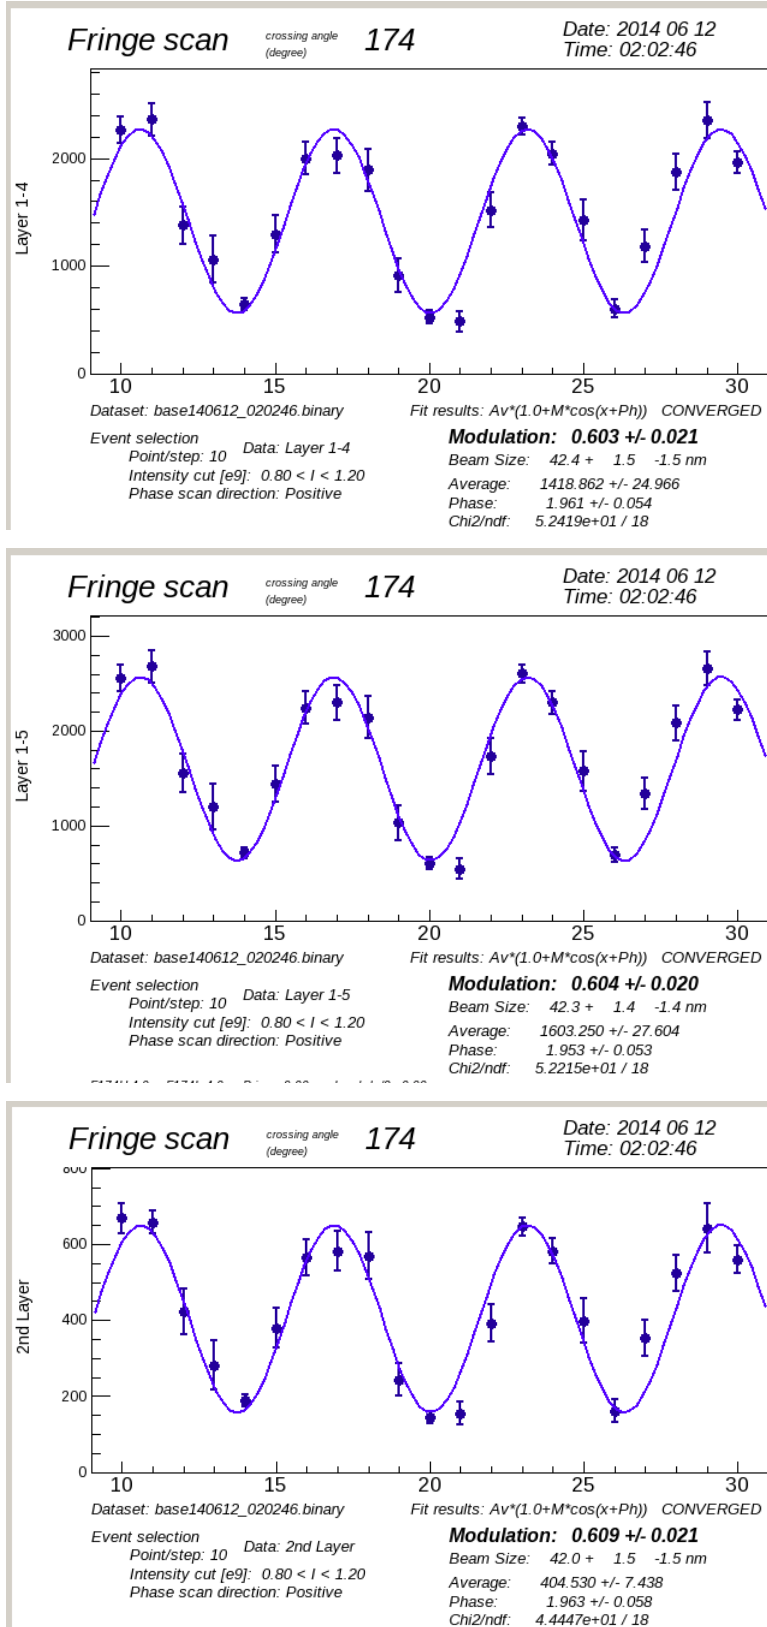 Fringe scan crossing angle (degree) 174 Date: 2014 06 12
Time: 02:02:46
Layer 1-4
2000
1000
0
10 15 20 25 30
Dataset: base140612_020246.binary Fit results: Av*(1.0+M*cos(x+Ph)) CONVERGED
Event selection Modulation: 0.603 +/- 0.021
Point/step: 10 Data: Layer 1-4 Beam Size: 42.4 + 1.5 -1.5 nm
Intensity cut [e9]: 0.80 < I < 1.20 Average: 1418.862 +/- 24.966
Phase scan direction: Positive Phase: 1.961 +/- 0.054
Chi2/ndf: 5.2419e+01 / 18
Fringe scan crossing angle (degree) 174 Date: 2014 06 12
Time: 02:02:46
Layer 1-5
3000
2000
1000
0
10 15 20 25 30
Dataset: base140612_020246.binary Fit results: Av*(1.0+M*cos(x+Ph)) CONVERGED
Event selection Modulation: 0.604 +/- 0.020
Point/step: 10 Data: Layer 1-5 Beam Size: 42.3 + 1.4 -1.4 nm
Intensity cut [e9]: 0.80 < I < 1.20 Average: 1603.250 +/- 27.604
Phase scan direction: Positive Phase: 1.953 +/- 0.053
Chi2/ndf: 5.2215e+01 / 18
Fringe scan crossing angle (degree) 174 Date: 2014 06 12
Time: 02:02:46
2nd Layer
800
600
400
200
0
10 15 20 25 30
Dataset: base140612_020246.binary Fit results: Av*(1.0+M*cos(x+Ph)) CONVERGED
Event selection Modulation: 0.609 +/- 0.021
Point/step: 10 Data: 2nd Layer Beam Size: 42.0 + 1.5 -1.5 nm
Intensity cut [e9]: 0.80 < I < 1.20 Average: 404.530 +/- 7.438
Phase scan direction: Positive Phase: 1.963 +/- 0.058
Chi2/ndf: 4.4447e+01 / 18